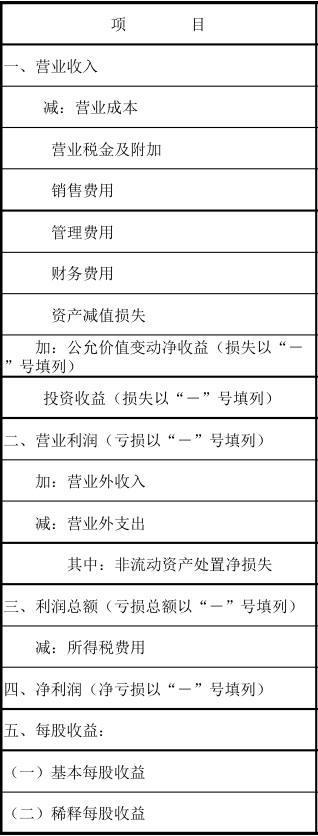 项 目
一、营业收入
减：营业成本
营业税金及附加
销售费用
管理费用
财务费用
资产减值损失
加：公允价值变动净收益（损失以“－
”号填列）
投资收益（损失以“－”号填列）
二、营业利润（亏损以“－”号填列）
加：营业外收入
减：营业外支出
其中：非流动资产处置净损失
三、利润总额（亏损总额以“－”号填列）
减：所得税费用
四、净利润（净亏损以“－”号填列）
五、每股收益：
（一）基本每股收益
（二）稀释每股收益